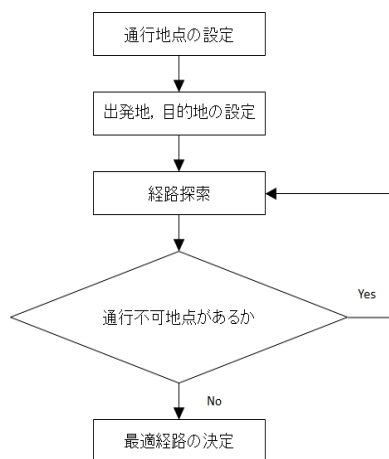 通行地点の設定
出発地, 目的地の設定
経路探索
通行不可地点があるか
Yes
No
最適経路の決定